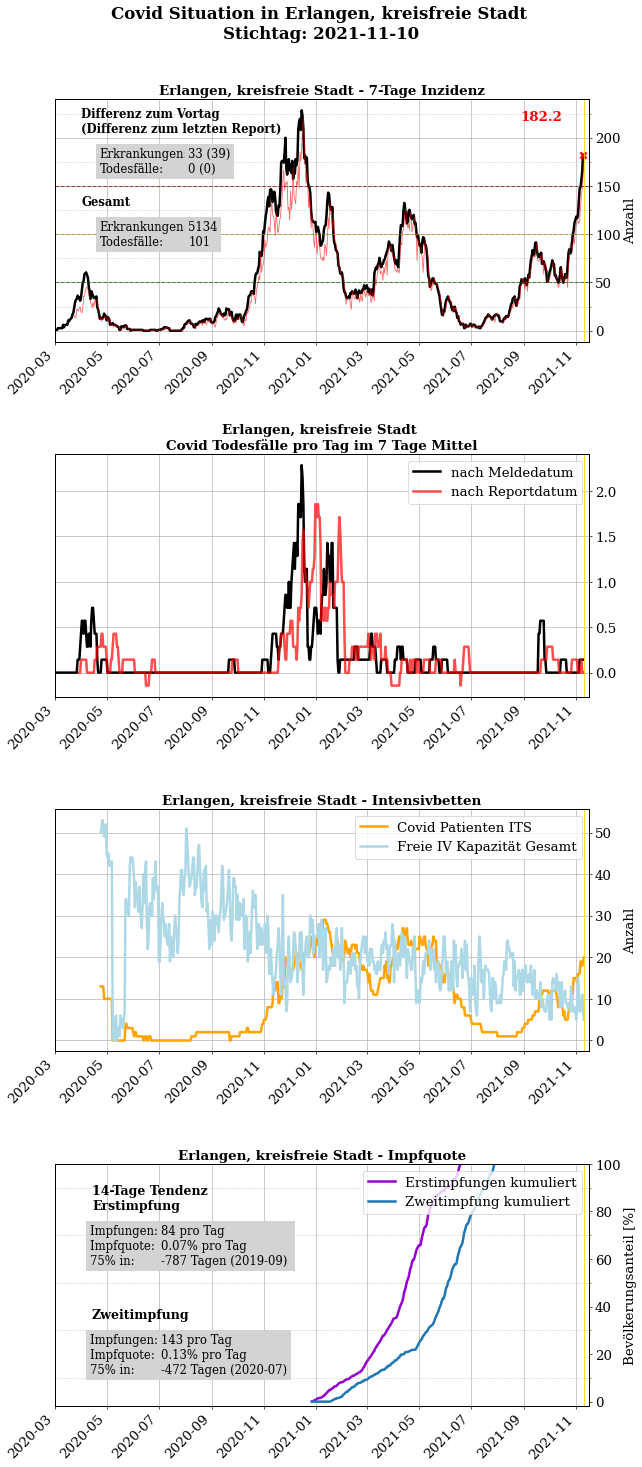 Covid Situation in Erlangen, kreisfreie Stadt
Stichtag: 2021-11-10
Erlangen, kreisfreie Stadt - 7-Tage Inzidenz
Differenz zum Vortag
(Differenz zum letzten Report)
Erkrankungen 33 (39)
Todesfälle: 0 (0)
Gesamt
Erkrankungen 5134
Todesfälle: 101
182.2
200
150
100
50
0
Anzahl
2020-03 2020-05 2020-07 2020-09 2020-11 2021-01 2021-03 2021-05 2021-07 2021-09 2021-11
Erlangen, kreisfreie Stadt
Covid Todesfälle pro Tag im 7 Tage Mittel
nach Meldedatum
nach Reportdatum
2.0
1.5
1.0
0.5
0.0
2020-03 2020-05 2020-07 2020-09 2020-11 2021-01 2021-03 2021-05 2021-07 2021-09 2021-11
Erlangen, kreisfreie Stadt - Intensivbetten
Covid Patienten ITS
Freie IV Kapazität Gesamt
50
40
30
20
10
0
Anzahl
2020-03 2020-05 2020-07 2020-09 2020-11 2021-01 2021-03 2021-05 2021-07 2021-09 2021-11
Erlangen, kreisfreie Stadt - Impfquote
14-Tage Tendenz
Erstimpfung
Impfungen: 84 pro Tag
Impfquote: 0.07% pro Tag
75% in: -787 Tagen (2019-09)
Zweitimpfung
Impfungen: 143 pro Tag
Impfquote: 0.13% pro Tag
75% in: -472 Tagen (2020-07)
Erstimpfungen kumuliert
Zweitimpfung kumuliert
100
80
60
40
20
0
Bevölkerungsanteil [%]
2020-03 2020-05 2020-07 2020-09 2020-11 2021-01 2021-03 2021-05 2021-07 2021-09 2021-11